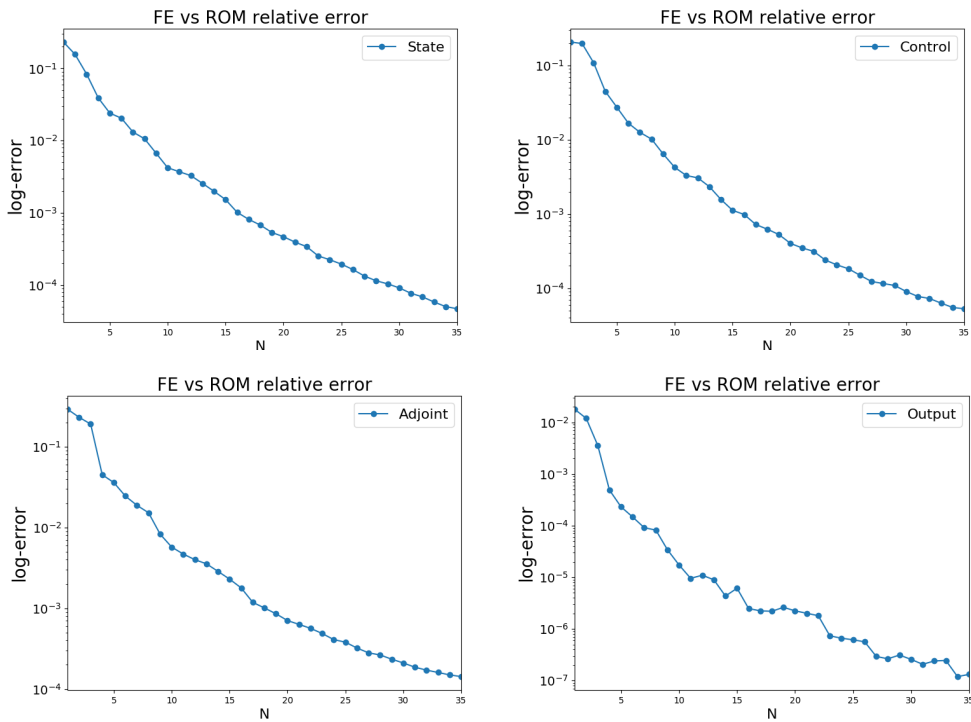 FE vs ROM relative error
State
log-error
10⁻¹
10⁻²
10⁻³
10⁻⁴
5 10 15 20 25 30 35
N
FE vs ROM relative error
Control
log-error
10⁻¹
10⁻²
10⁻³
10⁻⁴
5 10 15 20 25 30 35
N
FE vs ROM relative error
Adjoint
log-error
10⁻¹
10⁻²
10⁻³
10⁻⁴
5 10 15 20 25 30 35
N
FE vs ROM relative error
Output
log-error
10⁻²
10⁻³
10⁻⁴
10⁻⁵
10⁻⁶
10⁻⁷
5 10 15 20 25 30 35
N